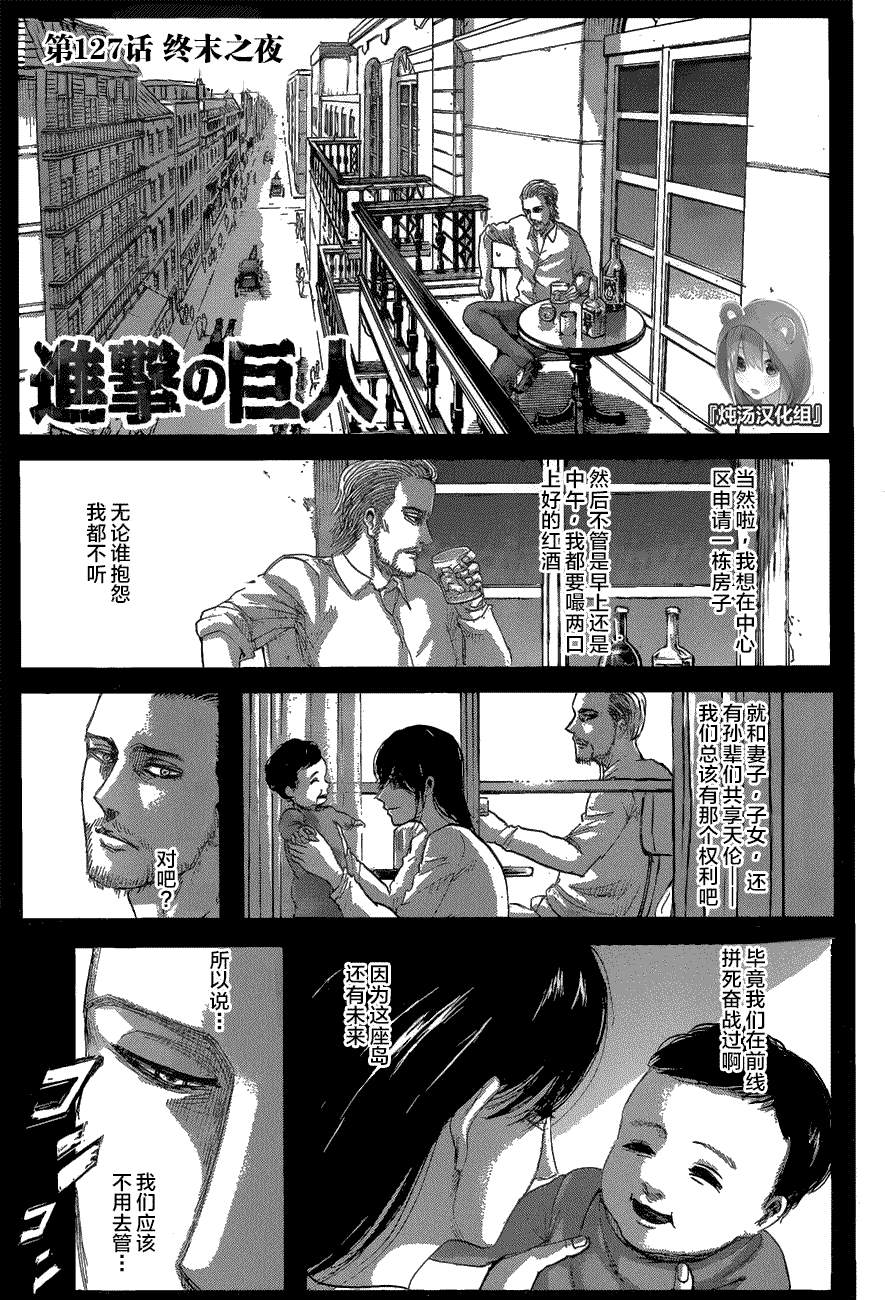 第127话 终末之夜
進撃の巨人
『炖汤汉化组』
当然啦，我想在中心
区申请一栋房子
然后不管是早上还是
中午，我都要嘬两口
上好的红酒
无论谁抱怨
我都不听
就和妻子，子女，还
有孙辈们共享天伦——
我们总该有那个权利吧
对吧？
毕竟我们在前线
拼死奋战过啊
因为这座岛
还有未来
所以说…
我们应该
不用去管…
コンコン